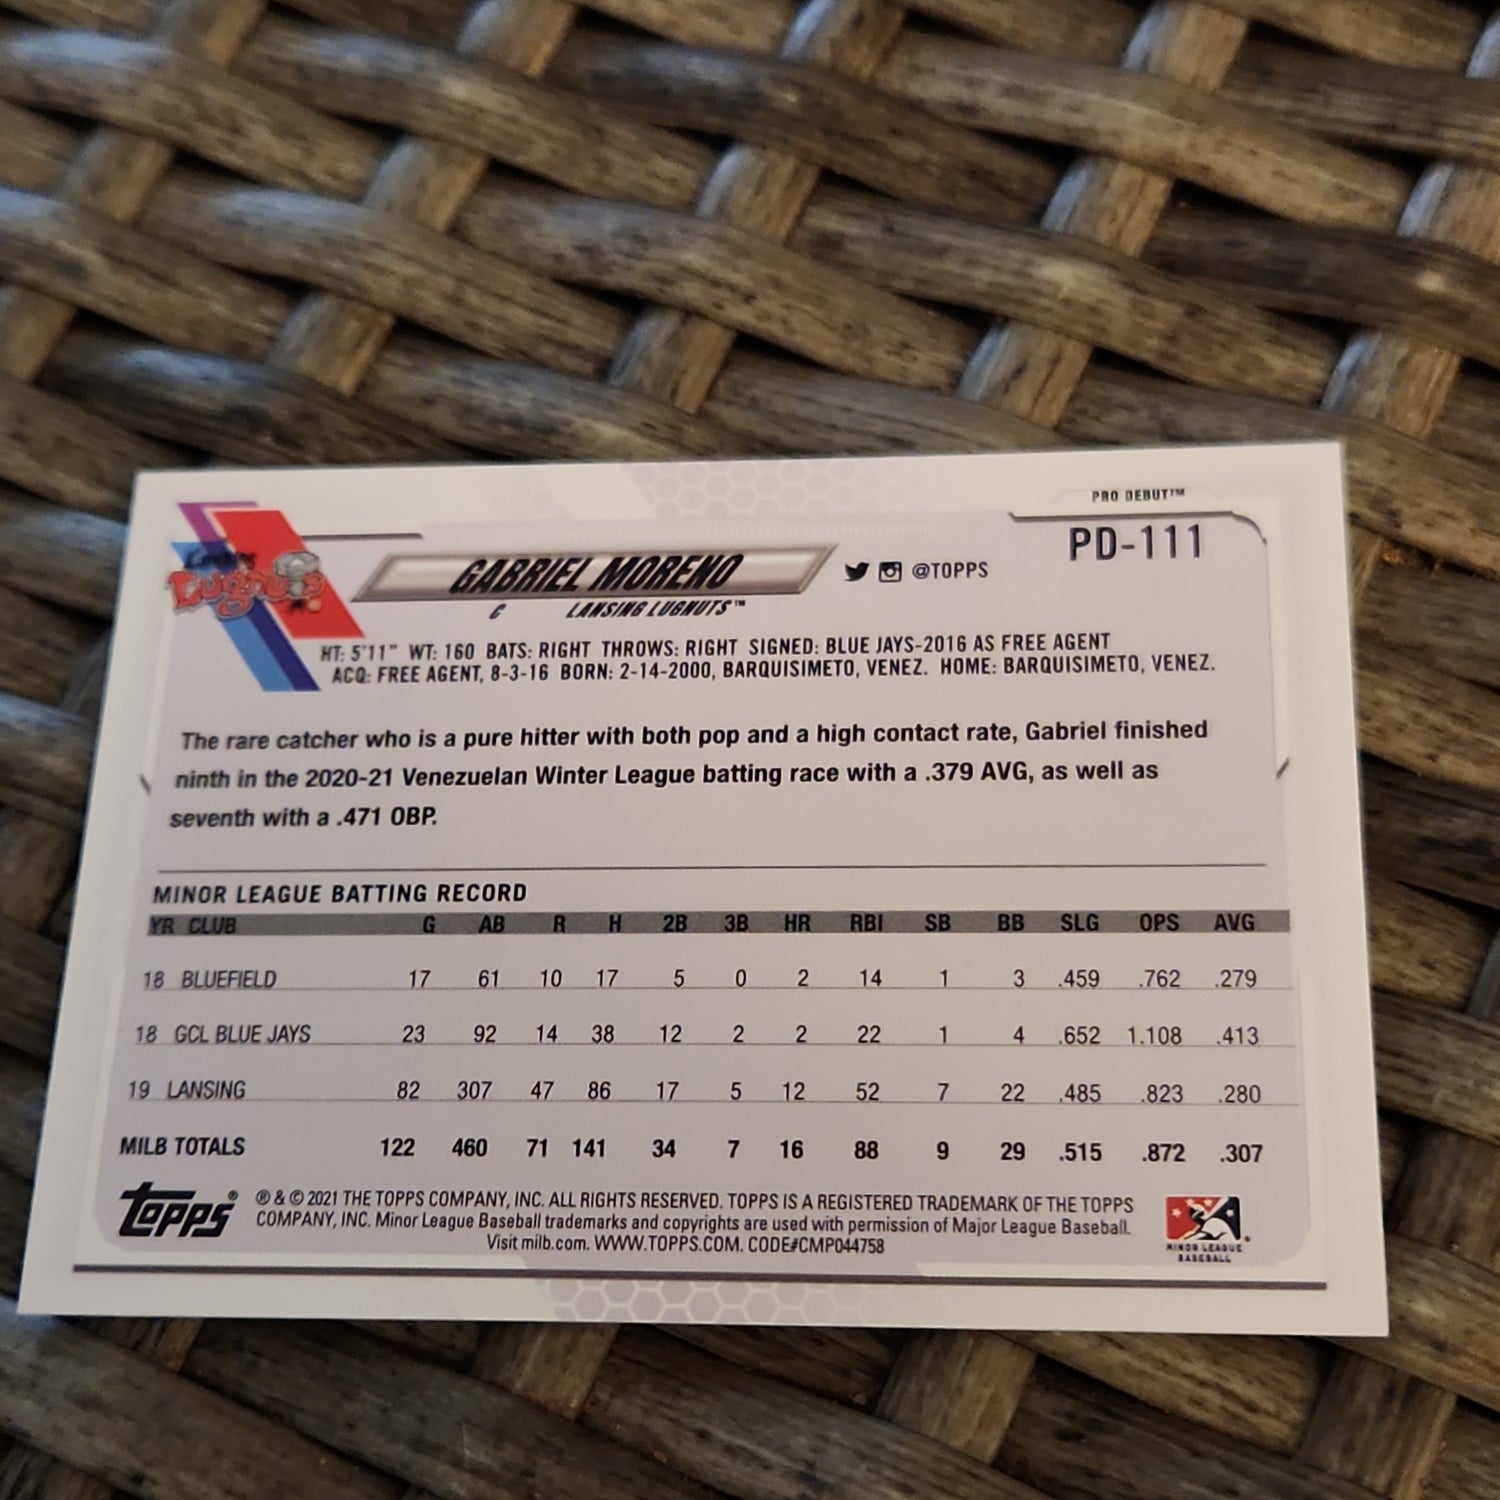 PRO DEBUT™
PD-111
Lugnuts
GABRIEL MORENO
@TOPPS
C LANSING LUGNUTS™
HT: 5'11" WT: 160 BATS: RIGHT THROWS: RIGHT SIGNED: BLUE JAYS-2016 AS FREE AGENT
ACQ: FREE AGENT, 8-3-16 BORN: 2-14-2000, BARQUISIMETO, VENEZ. HOME: BARQUISIMETO, VENEZ.
The rare catcher who is a pure hitter with both pop and a high contact rate, Gabriel finished
ninth in the 2020-21 Venezuelan Winter League batting race with a .379 AVG, as well as
seventh with a .471 OBP.
MINOR LEAGUE BATTING RECORD
YR CLUB G AB R H 2B 3B HR RBI SB BB SLG OPS AVG
18 BLUEFIELD 17 61 10 17 5 0 2 14 1 3 .459 .762 .279
18 GCL BLUE JAYS 23 92 14 38 12 2 2 22 1 4 .652 1.108 .413
19 LANSING 82 307 47 86 17 5 12 52 7 22 .485 .823 .280
MILB TOTALS 122 460 71 141 34 7 16 88 9 29 .515 .872 .307
Topps®
® & © 2021 THE TOPPS COMPANY, INC. ALL RIGHTS RESERVED. TOPPS IS A REGISTERED TRADEMARK OF THE TOPPS
COMPANY, INC. Minor League Baseball trademarks and copyrights are used with permission of Major League Baseball.
Visit milb.com. WWW.TOPPS.COM. CODE#CMP044758
MINOR LEAGUE
BASEBALL